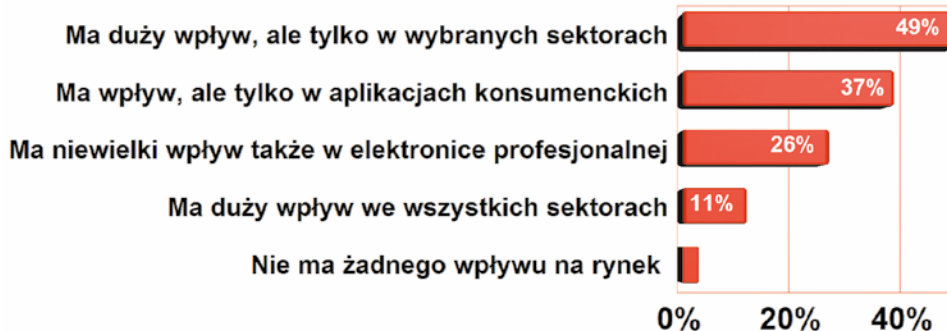 Ma duży wpływ, ale tylko w wybranych sektorach 49%
Ma wpływ, ale tylko w aplikacjach konsumenckich 37%
Ma niewielki wpływ także w elektronice profesjonalnej 26%
Ma duży wpływ we wszystkich sektorach 11%
Nie ma żadnego wpływu na rynek
0% 20% 40%